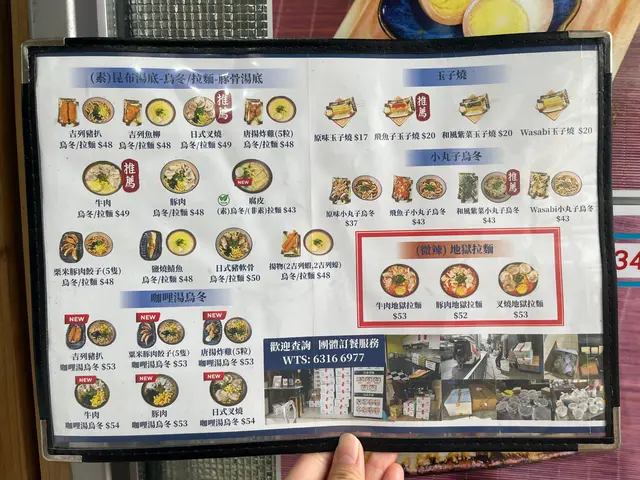 (素)昆布湯底-烏冬/拉麵-豚骨湯底
推薦
吉列豬扒
烏冬/拉麵 $48
吉列魚柳
烏冬/拉麵 $48
日式叉燒
烏冬/拉麵 $49
唐揚炸雞(5粒)
烏冬/拉麵 $48
推薦
NEW
牛肉
烏冬/拉麵 $49
豚肉
烏冬/拉麵 $48
腐皮
(素)烏冬/(非素)拉麵 $43
粟米豚肉餃子(5隻)
烏冬/拉麵 $48
鹽燒鯖魚
烏冬/拉麵 $48
日式豬軟骨
烏冬/拉麵 $50
揚物(2吉列蝦,2吉列蠔)
烏冬/拉麵 $48
咖喱湯烏冬
NEW
NEW
NEW
吉列豬扒
咖喱湯烏冬 $53
粟米豚肉餃子(5隻)
咖喱湯烏冬 $53
唐揚炸雞(5粒)
咖喱湯烏冬 $53
NEW
NEW
NEW
牛肉
咖喱湯烏冬 $54
豚肉
咖喱湯烏冬 $53
日式叉燒
咖喱湯烏冬 $54
玉子燒
推薦
原味玉子燒 $17
飛魚子玉子燒 $20
和風紫菜玉子燒 $20
Wasabi玉子燒 $20
小丸子烏冬
推薦
原味小丸子烏冬
$37
飛魚子小丸子烏冬
$43
和風紫菜小丸子烏冬
$43
Wasabi小丸子烏冬
$43
(微辣) 地獄拉麵
牛肉地獄拉麵
$53
豚肉地獄拉麵
$52
叉燒地獄拉麵
$53
歡迎查詢 團體訂餐服務
WTS: 6316 6977
34